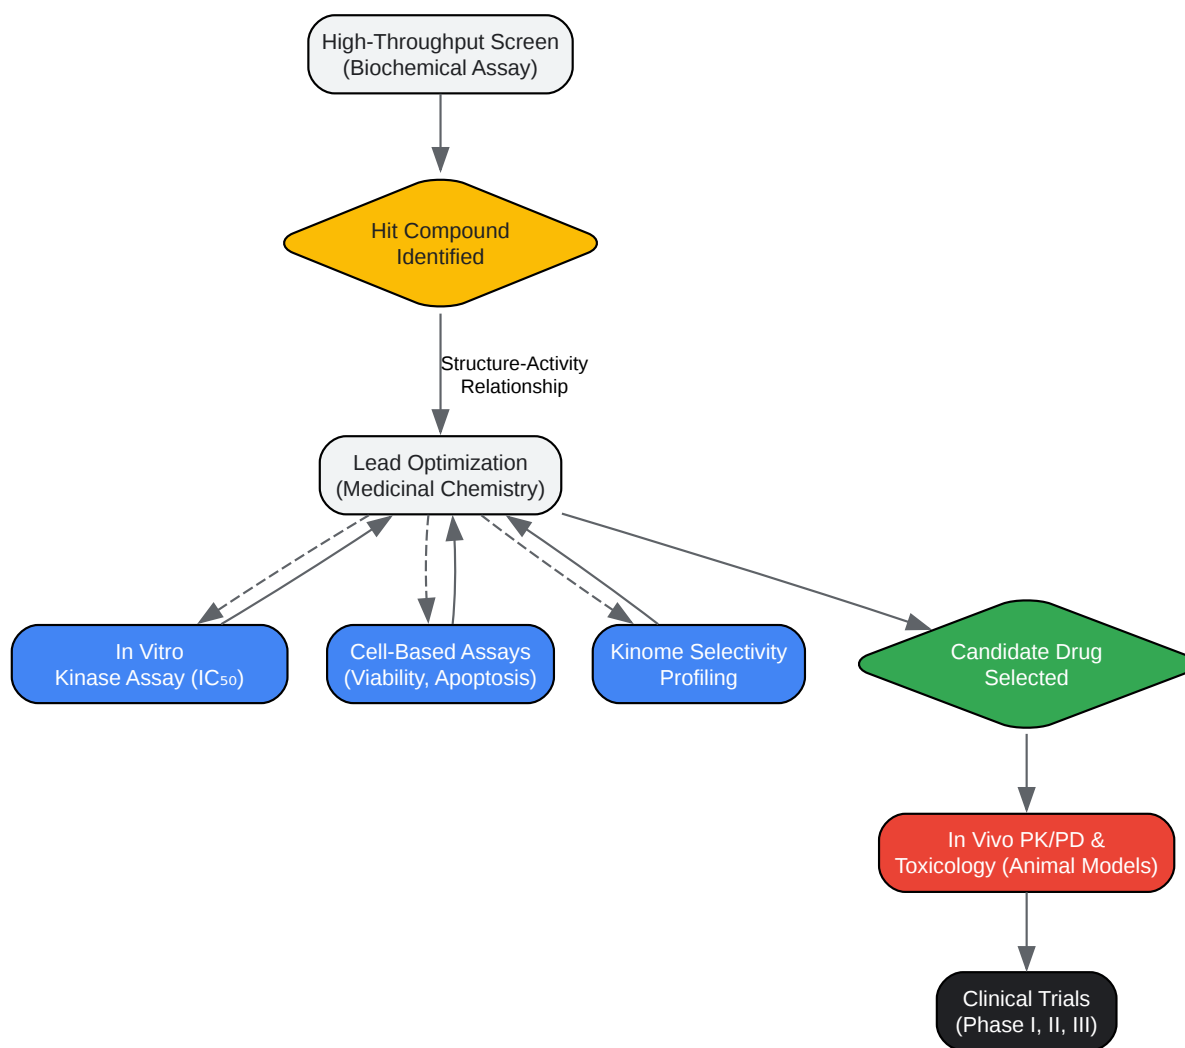 High-Throughput Screen
(Biochemical Assay)
Hit Compound
Identified
Structure-Activity
Relationship
Lead Optimization
(Medicinal Chemistry)
In Vitro
Kinase Assay (IC₅₀)
Cell-Based Assays
(Viability, Apoptosis)
Kinome Selectivity
Profiling
Candidate Drug
Selected
In Vivo PK/PD &
Toxicology (Animal Models)
Clinical Trials
(Phase I, II, III)